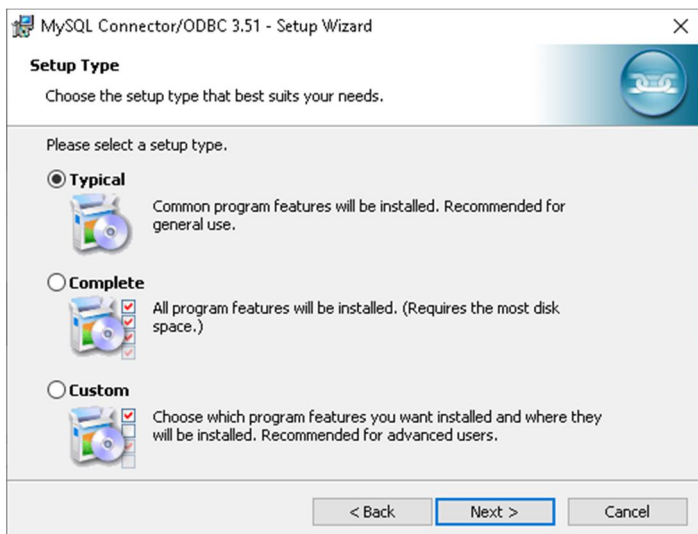 MySQL Connector/ODBC 3.51 - Setup Wizard
Setup Type
Choose the setup type that best suits your needs.
Please select a setup type.
Typical
Common program features will be installed. Recommended for
general use.
Complete
All program features will be installed. (Requires the most disk
space.)
Custom
Choose which program features you want installed and where they
will be installed. Recommended for advanced users.
< Back
Next >
Cancel